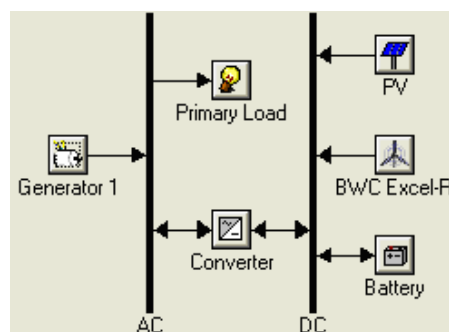 Primary Load
PV
Generator 1
BWC Excel-R
Converter
Battery
AC
DC